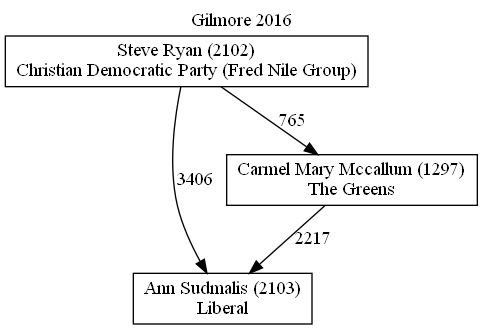 Gilmore 2016
Steve Ryan (2102)
Christian Democratic Party (Fred Nile Group)
765
Carmel Mary Mccallum (1297)
The Greens
3406
2217
Ann Sudmalis (2103)
Liberal